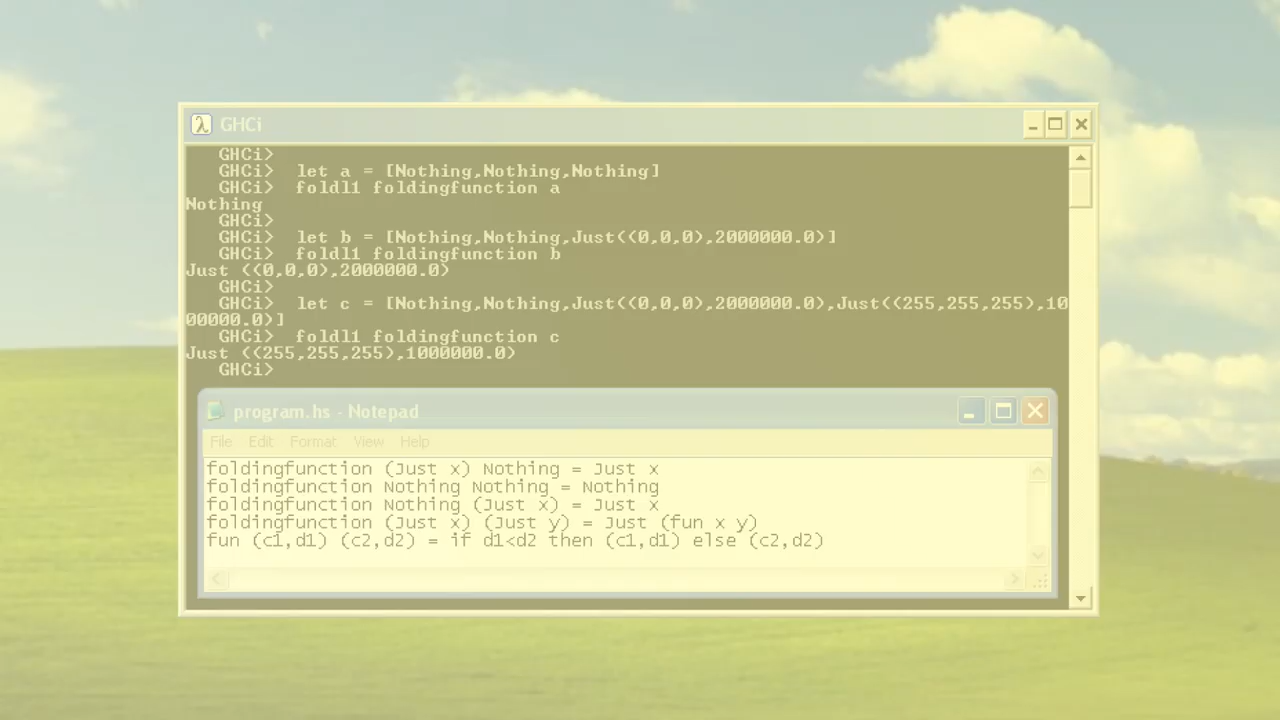 GHCi
GHCi>
GHCi> let a = [Nothing,Nothing,Nothing]
GHCi> foldl1 foldingfunction a
Nothing
GHCi>
GHCi> let b = [Nothing,Nothing,Just((0,0,0),2000000.0)]
GHCi> foldl1 foldingfunction b
Just ((0,0,0),2000000.0)
GHCi>
GHCi> let c = [Nothing,Nothing,Just((0,0,0),2000000.0),Just((255,255,255),10
00000.0)]
GHCi> foldl1 foldingfunction c
Just ((255,255,255),1000000.0)
GHCi>
program.hs - Notepad
File Edit Format View Help
foldingfunction (Just x) Nothing = Just x
foldingfunction Nothing Nothing = Nothing
foldingfunction Nothing (Just x) = Just x
foldingfunction (Just x) (Just y) = Just (fun x y)
fun (c1,d1) (c2,d2) = if d1<d2 then (c1,d1) else (c2,d2)